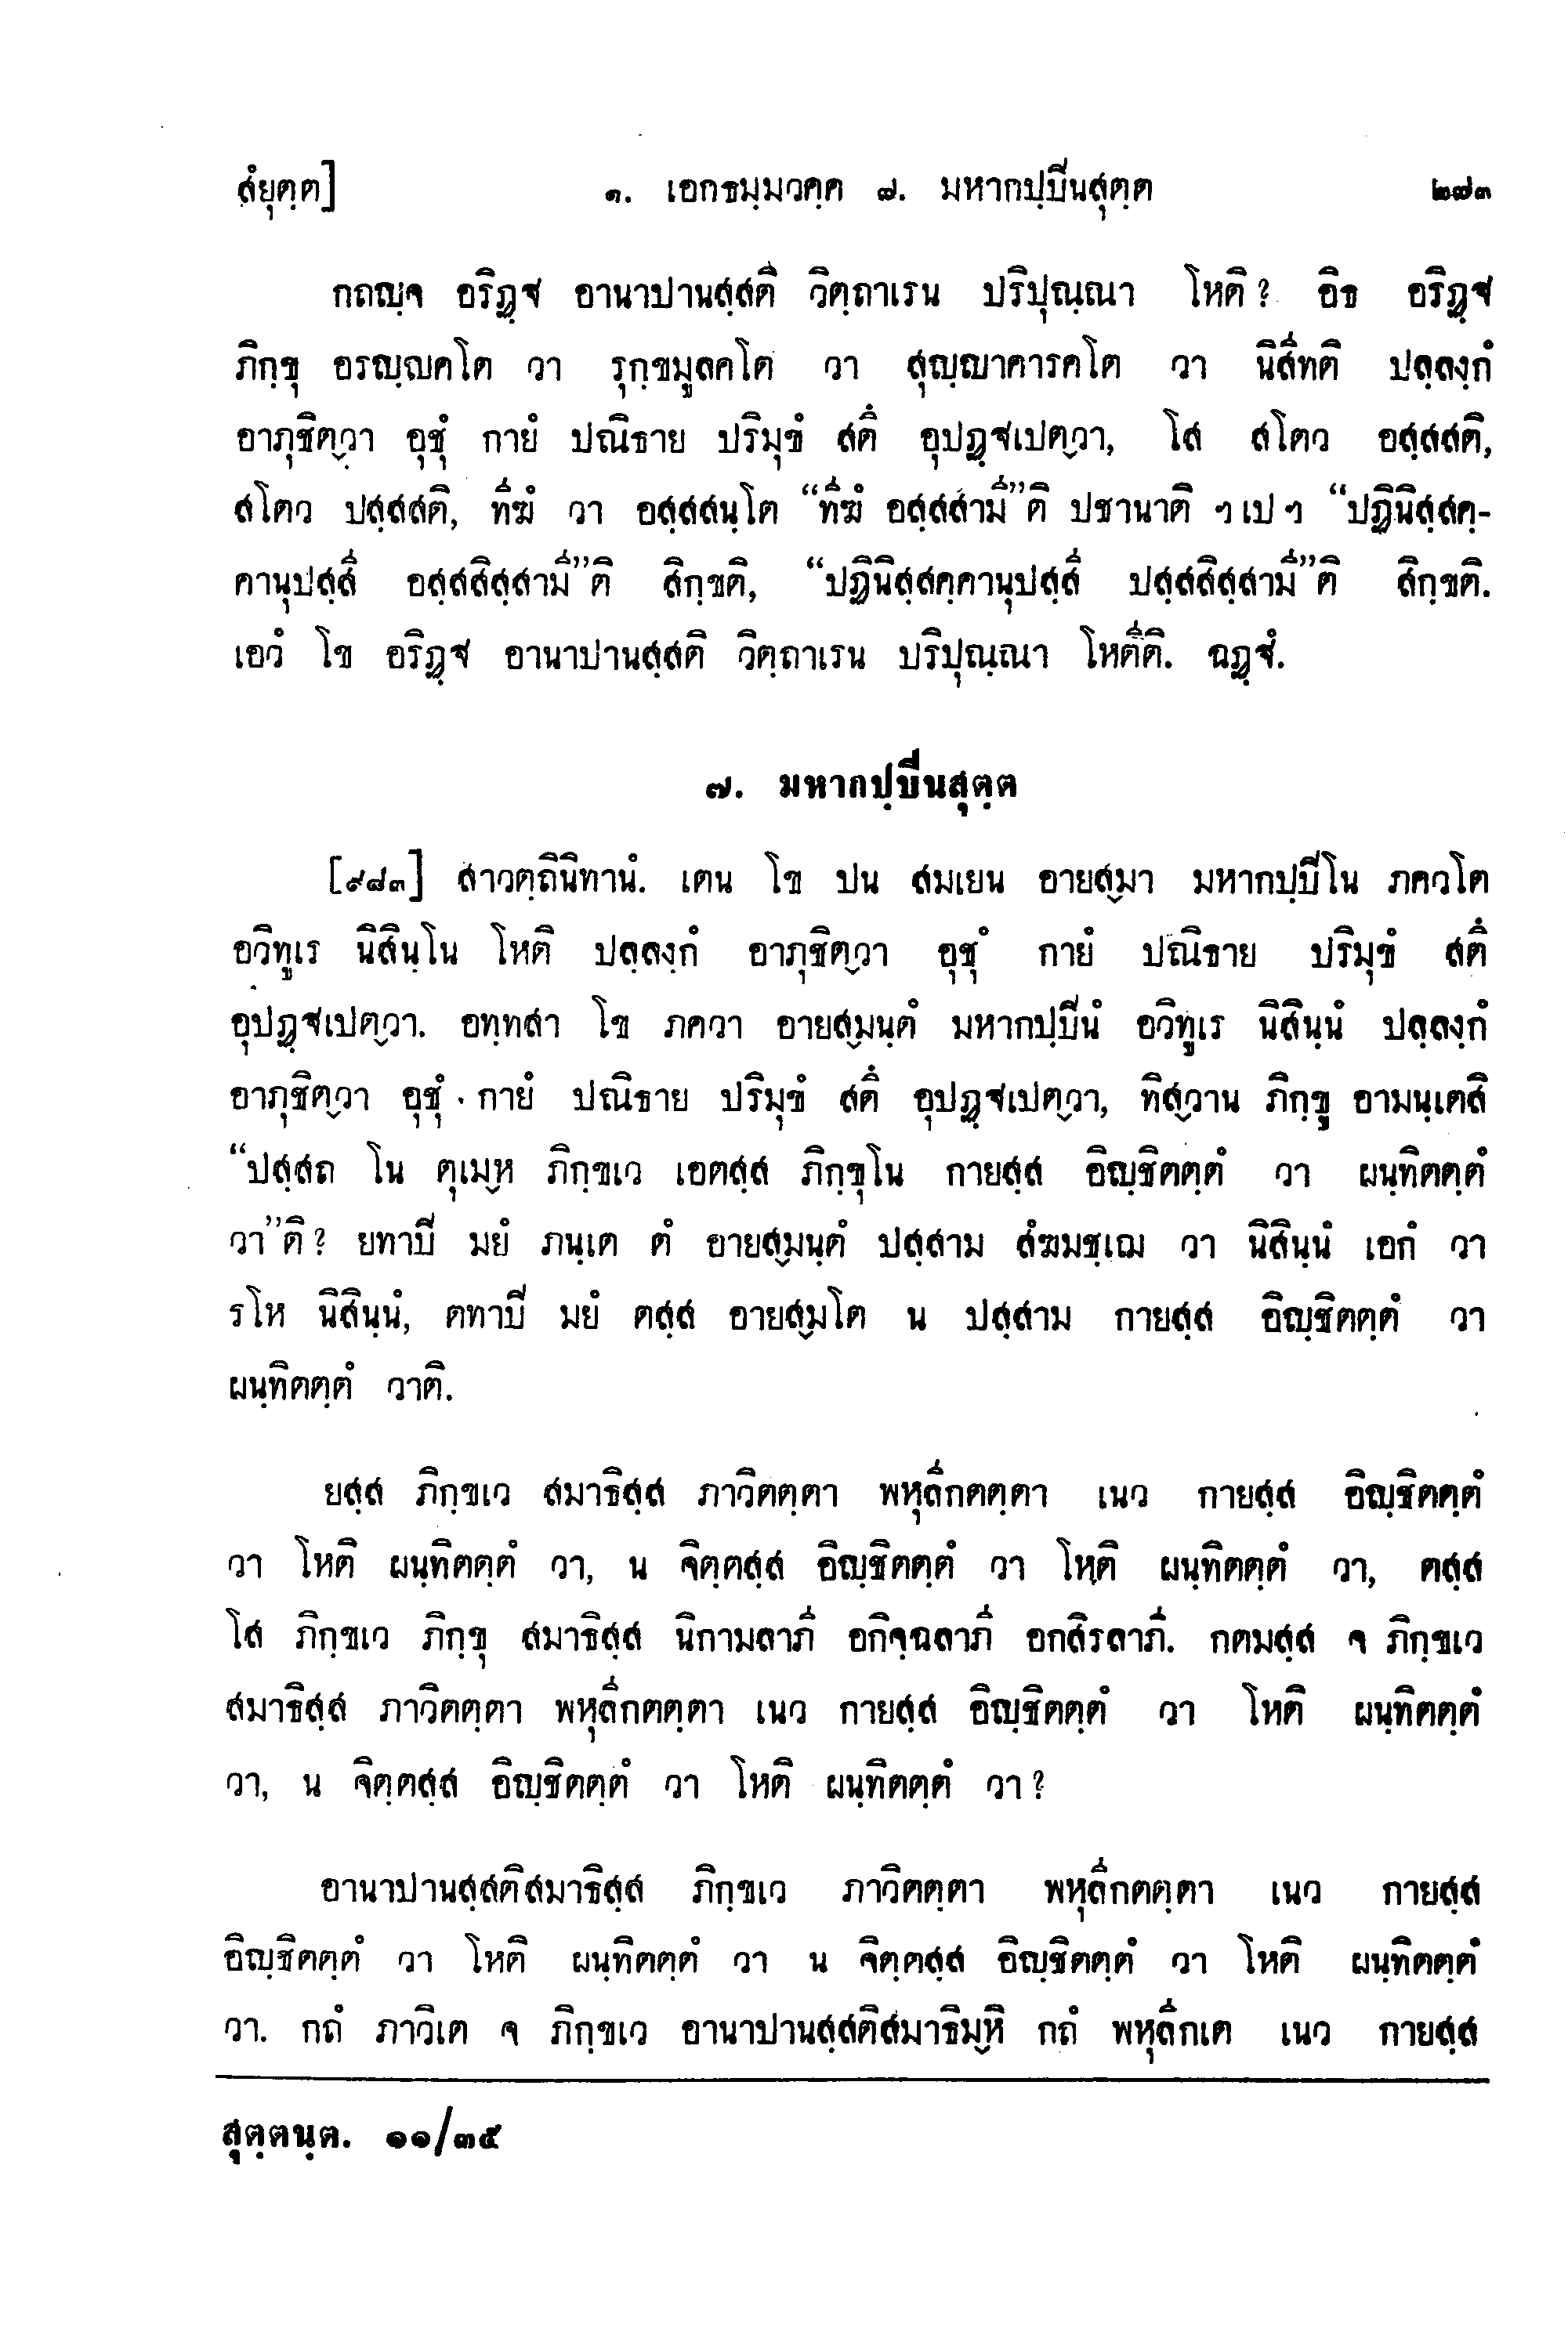 สํยุตฺต] ๑. เอกธมฺมวคฺค ๗. มหากปฺปีนสุตฺต ๒๗๓
กถญฺจ อริฏฺฐ อานาปานสฺสติ วิตฺถาเรน ปริปุณฺณา โหติ? อิธ อริฏฺฐ
ภิกฺขุ อรญฺญคโต วา รุกฺขมูลคโต วา สุญฺญาคารคโต วา นิสีทติ ปลฺลงฺกํ
อาภุชิตฺวา อุชุํ กายํ ปณิธาย ปริมุขํ สตึ อุปฏฺฐเปตฺวา, โส สโตว อสฺสสติ,
สโตว ปสฺสสติ, ทีฆํ วา อสฺสสนฺโต “ทีฆํ อสฺสสามี”ติ ปชานาติ ฯเปฯ “ปฏินิสฺสคฺ-
คานุปสฺสี อสฺสสิสฺสามี”ติ สิกฺขติ, “ปฏินิสฺสคฺคานุปสฺสี ปสฺสสิสฺสามี”ติ สิกฺขติ.
เอวํ โข อริฏฺฐ อานาปานสฺสติ วิตฺถาเรน ปริปุณฺณา โหตีติ. ฉฏฺฐํ.
๗. มหากปฺปีนสุตฺต
[๙๘๓] สาวตฺถินิทานํ. เตน โข ปน สมเยน อายสฺมา มหากปฺปีโน ภควโต
อวิทูเร นิสินฺโน โหติ ปลฺลงฺกํ อาภุชิตฺวา อุชุํ กายํ ปณิธาย ปริมุขํ สตึ
อุปฏฺฐเปตฺวา. อทฺทสา โข ภควา อายสฺมนฺตํ มหากปฺปีนํ อวิทูเร นิสินฺนํ ปลฺลงฺกํ
อาภุชิตฺวา อุชุํ กายํ ปณิธาย ปริมุขํ สตึ อุปฏฺฐเปตฺวา, ทิสฺวาน ภิกฺขู อามนฺเตสิ
“ปสฺสถ โน ตุเมฺห ภิกฺขเว เอตสฺส ภิกฺขุโน กายสฺส อิญฺชิตตฺตํ วา ผนฺทิตตฺตํ
วา”ติ? ยทาปิ มยํ ภนฺเต ตํ อายสฺมนฺตํ ปสฺสาม สํฆมชฺเฌ วา นิสินฺนํ เอกํ วา
รโห นิสินฺนํ, ตทาปิ มยํ ตสฺส อายสฺมโต น ปสฺสาม กายสฺส อิญฺชิตตฺตํ วา
ผนฺทิตตฺตํ วาติ.
ยสฺส ภิกฺขเว สมาธิสฺส ภาวิตตฺตา พหุลีกตตฺตา เนว กายสฺส อิญฺชิตตฺตํ
วา โหติ ผนฺทิตตฺตํ วา, น จิตฺตสฺส อิญฺชิตตฺตํ วา โหติ ผนฺทิตตฺตํ วา, ตสฺส
โส ภิกฺขเว ภิกฺขุ สมาธิสฺส นิกามลาภี อกิจฺฉลาภี อกสิรลาภี. กตมสฺส จ ภิกฺขเว
สมาธิสฺส ภาวิตตฺตา พหุลีกตตฺตา เนว กายสฺส อิญฺชิตตฺตํ วา โหติ ผนฺทิตตฺตํ
วา, น จิตฺตสฺส อิญฺชิตตฺตํ วา โหติ ผนฺทิตตฺตํ วา?
อานาปานสฺสติสมาธิสฺส ภิกฺขเว ภาวิตตฺตา พหุลีกตตฺตา เนว กายสฺส
อิญฺชิตตฺตํ วา โหติ ผนฺทิตตฺตํ วา น จิตฺตสฺส อิญฺชิตตฺตํ วา โหติ ผนฺทิตตฺตํ
วา. กถํ ภาวิเต จ ภิกฺขเว อานาปานสฺสติสมาธิมฺหิ กถํ พหุลีกเต เนว กายสฺส
สุตฺตนฺต. ๑๑/๓๕